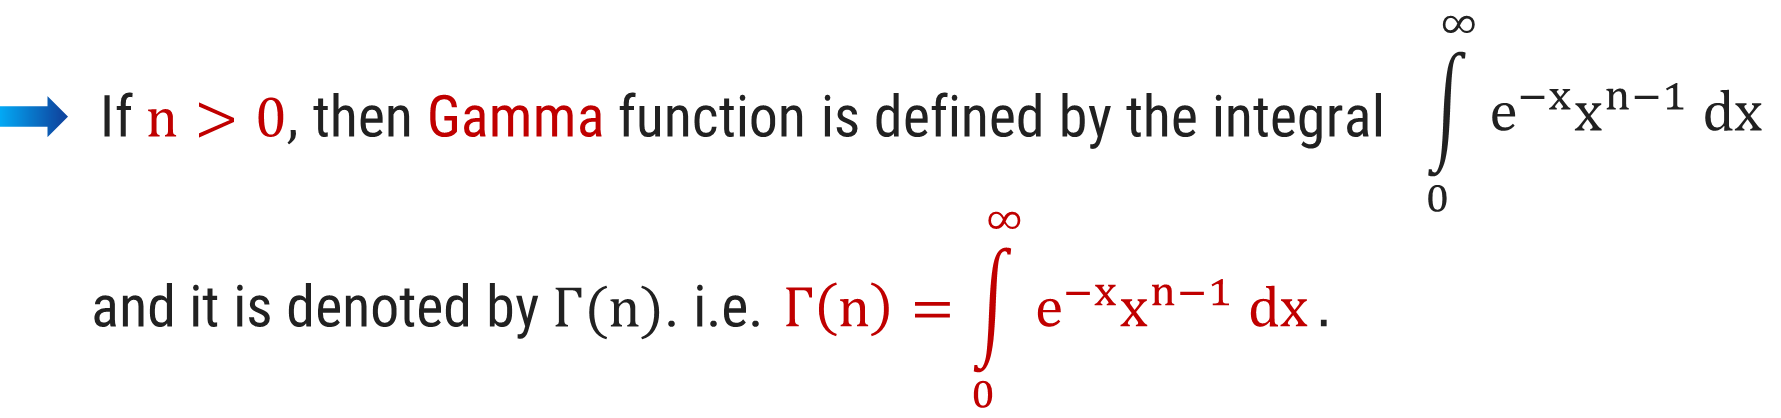 If n > 0, then Gamma function is defined by the integral ∫₀^∞ e^{−x}x^{n−1} dx
and it is denoted by Γ(n). i.e. Γ(n) = ∫₀^∞ e^{−x}x^{n−1} dx .